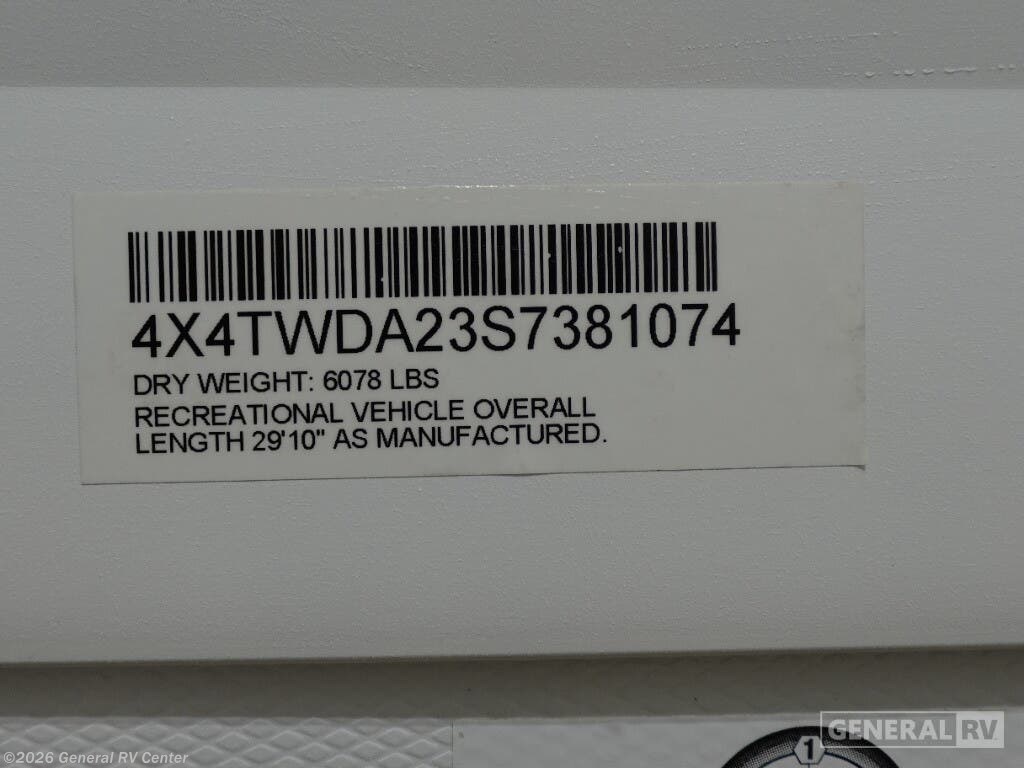 4X4TWDA23S7381074
DRY WEIGHT: 6078 LBS
RECREATIONAL VEHICLE OVERALL
LENGTH 29'10" AS MANUFACTURED.
1
GENERAL RV
©2026 General RV Center